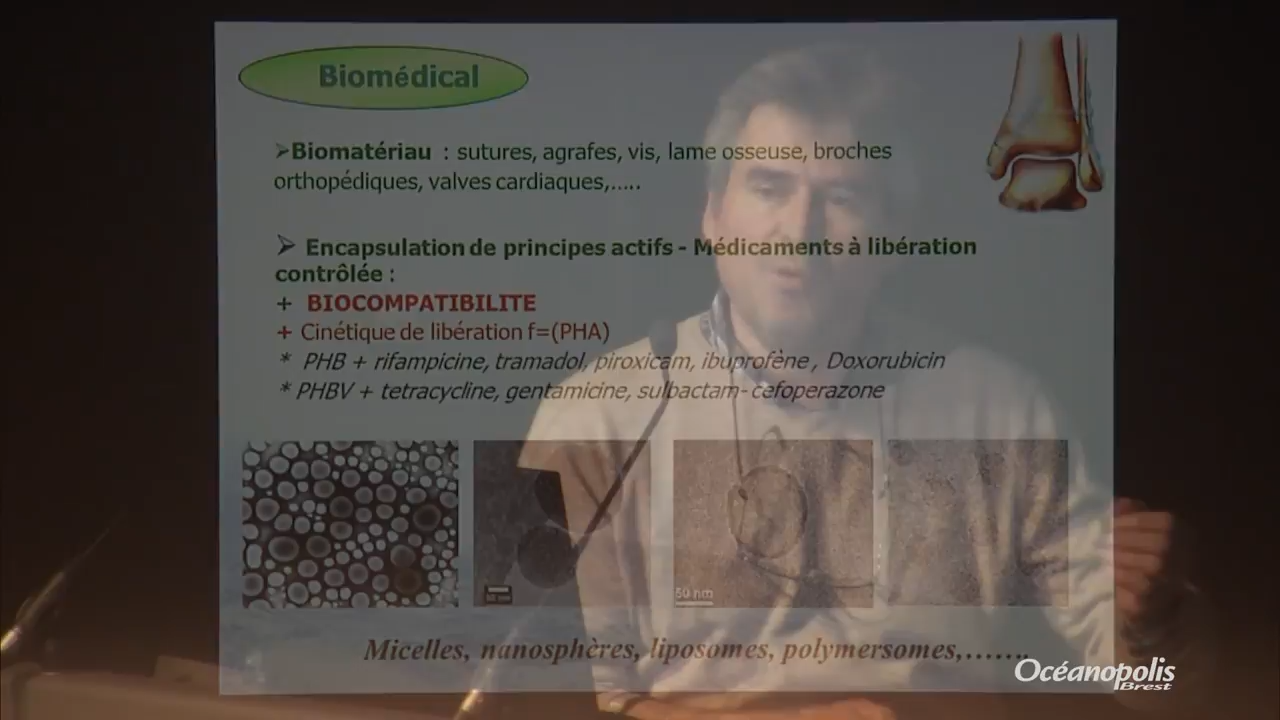 Biomédical
➢Biomatériau : sutures, agrafes, vis, lame osseuse, broches
orthopédiques, valves cardiaques,.....
➢ Encapsulation de principes actifs - Médicaments à libération
contrôlée :
+ BIOCOMPATIBILITE
+ Cinétique de libération f=(PHA)
* PHB + rifampicine, tramadol, piroxicam, ibuprofène , Doxorubicin
* PHBV + tetracycline, gentamicine, sulbactam- cefoperazone
50 nm
Micelles, nanosphères, liposomes, polymersomes,.......
Océanopolis
Brest